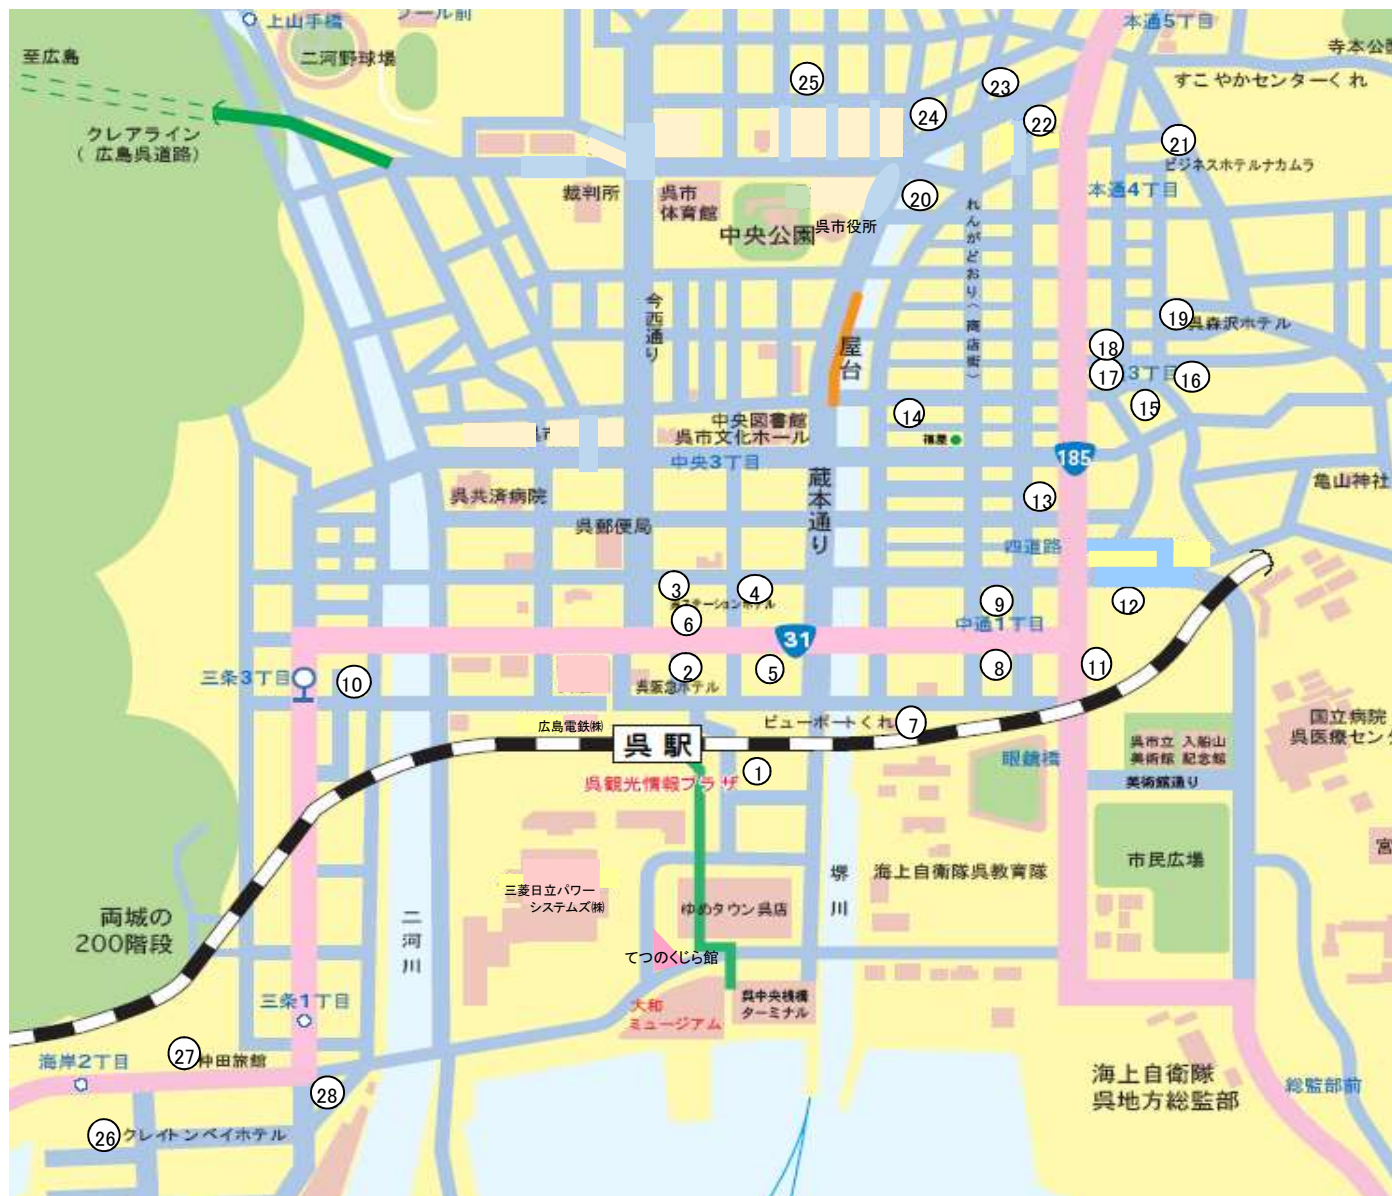 上山手橋
プール前
本通5丁目
至広島
二河野球場
寺本公園
すこやかセンターくれ
25
23
24
22
21
クレアライン
( 広島呉道路)
ビジネスホテルナカムラ
本通4丁目
裁判所
呉市
体育館
20
中央公園
呉市役所
れんがどおり(商店街)
今西通り
屋台
19
呉森沢ホテル
18
17
3丁目
16
15
14
中央図書館
呉市文化ホール
福屋
中央3丁目
185
呉共済病院
蔵本通り
13
亀山神社
呉郵便局
四道路
3
4
呉ステーションホテル
9
12
6
中通1丁目
31
三条3丁目
10
2
5
8
11
呉阪急ホテル
広島電鉄㈱
呉駅
ビューポートくれ
7
国立病院
呉医療センタ
呉観光情報プラザ
1
眼鏡橋
呉市立
美術館
入船山
記念館
美術館通り
三菱日立パワー
システムズ㈱
堺川
海上自衛隊呉教育隊
市民広場
宮
両城の
200階段
二河川
ゆめタウン呉店
てつのくじら館
三条1丁目
大和
ミュージアム
呉中央桟橋
ターミナル
27
仲田旅館
海岸2丁目
28
海上自衛隊
呉地方総監部
総監部前
26
クレイトンベイホテル